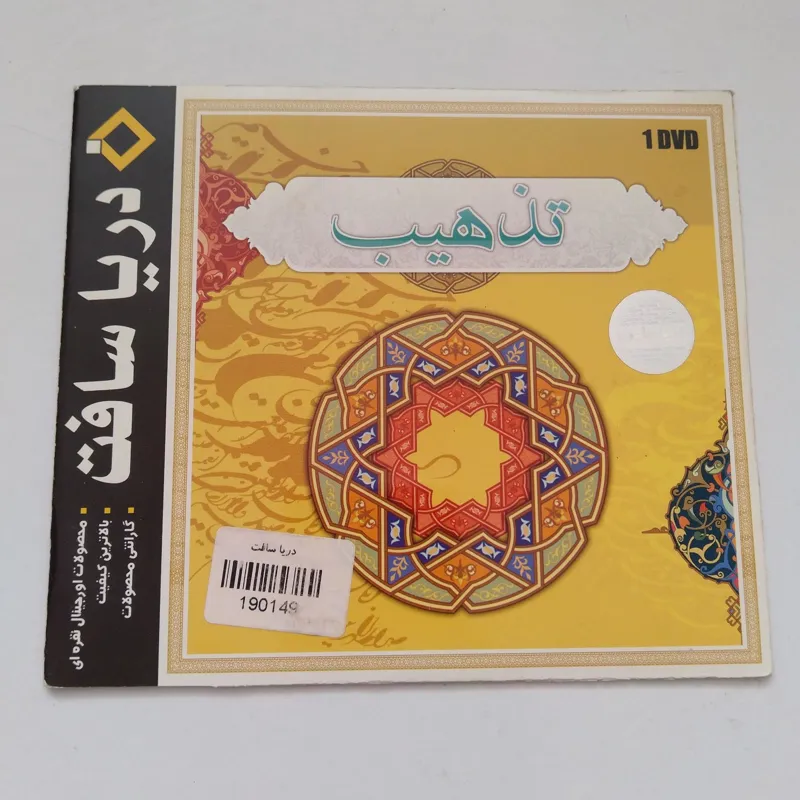 1 DVD
تذهیب
دریا سافت
محصولات اورجینال نقره ای
بالاترین کیفیت
گارانتی محصولات
دریا سافت
190149